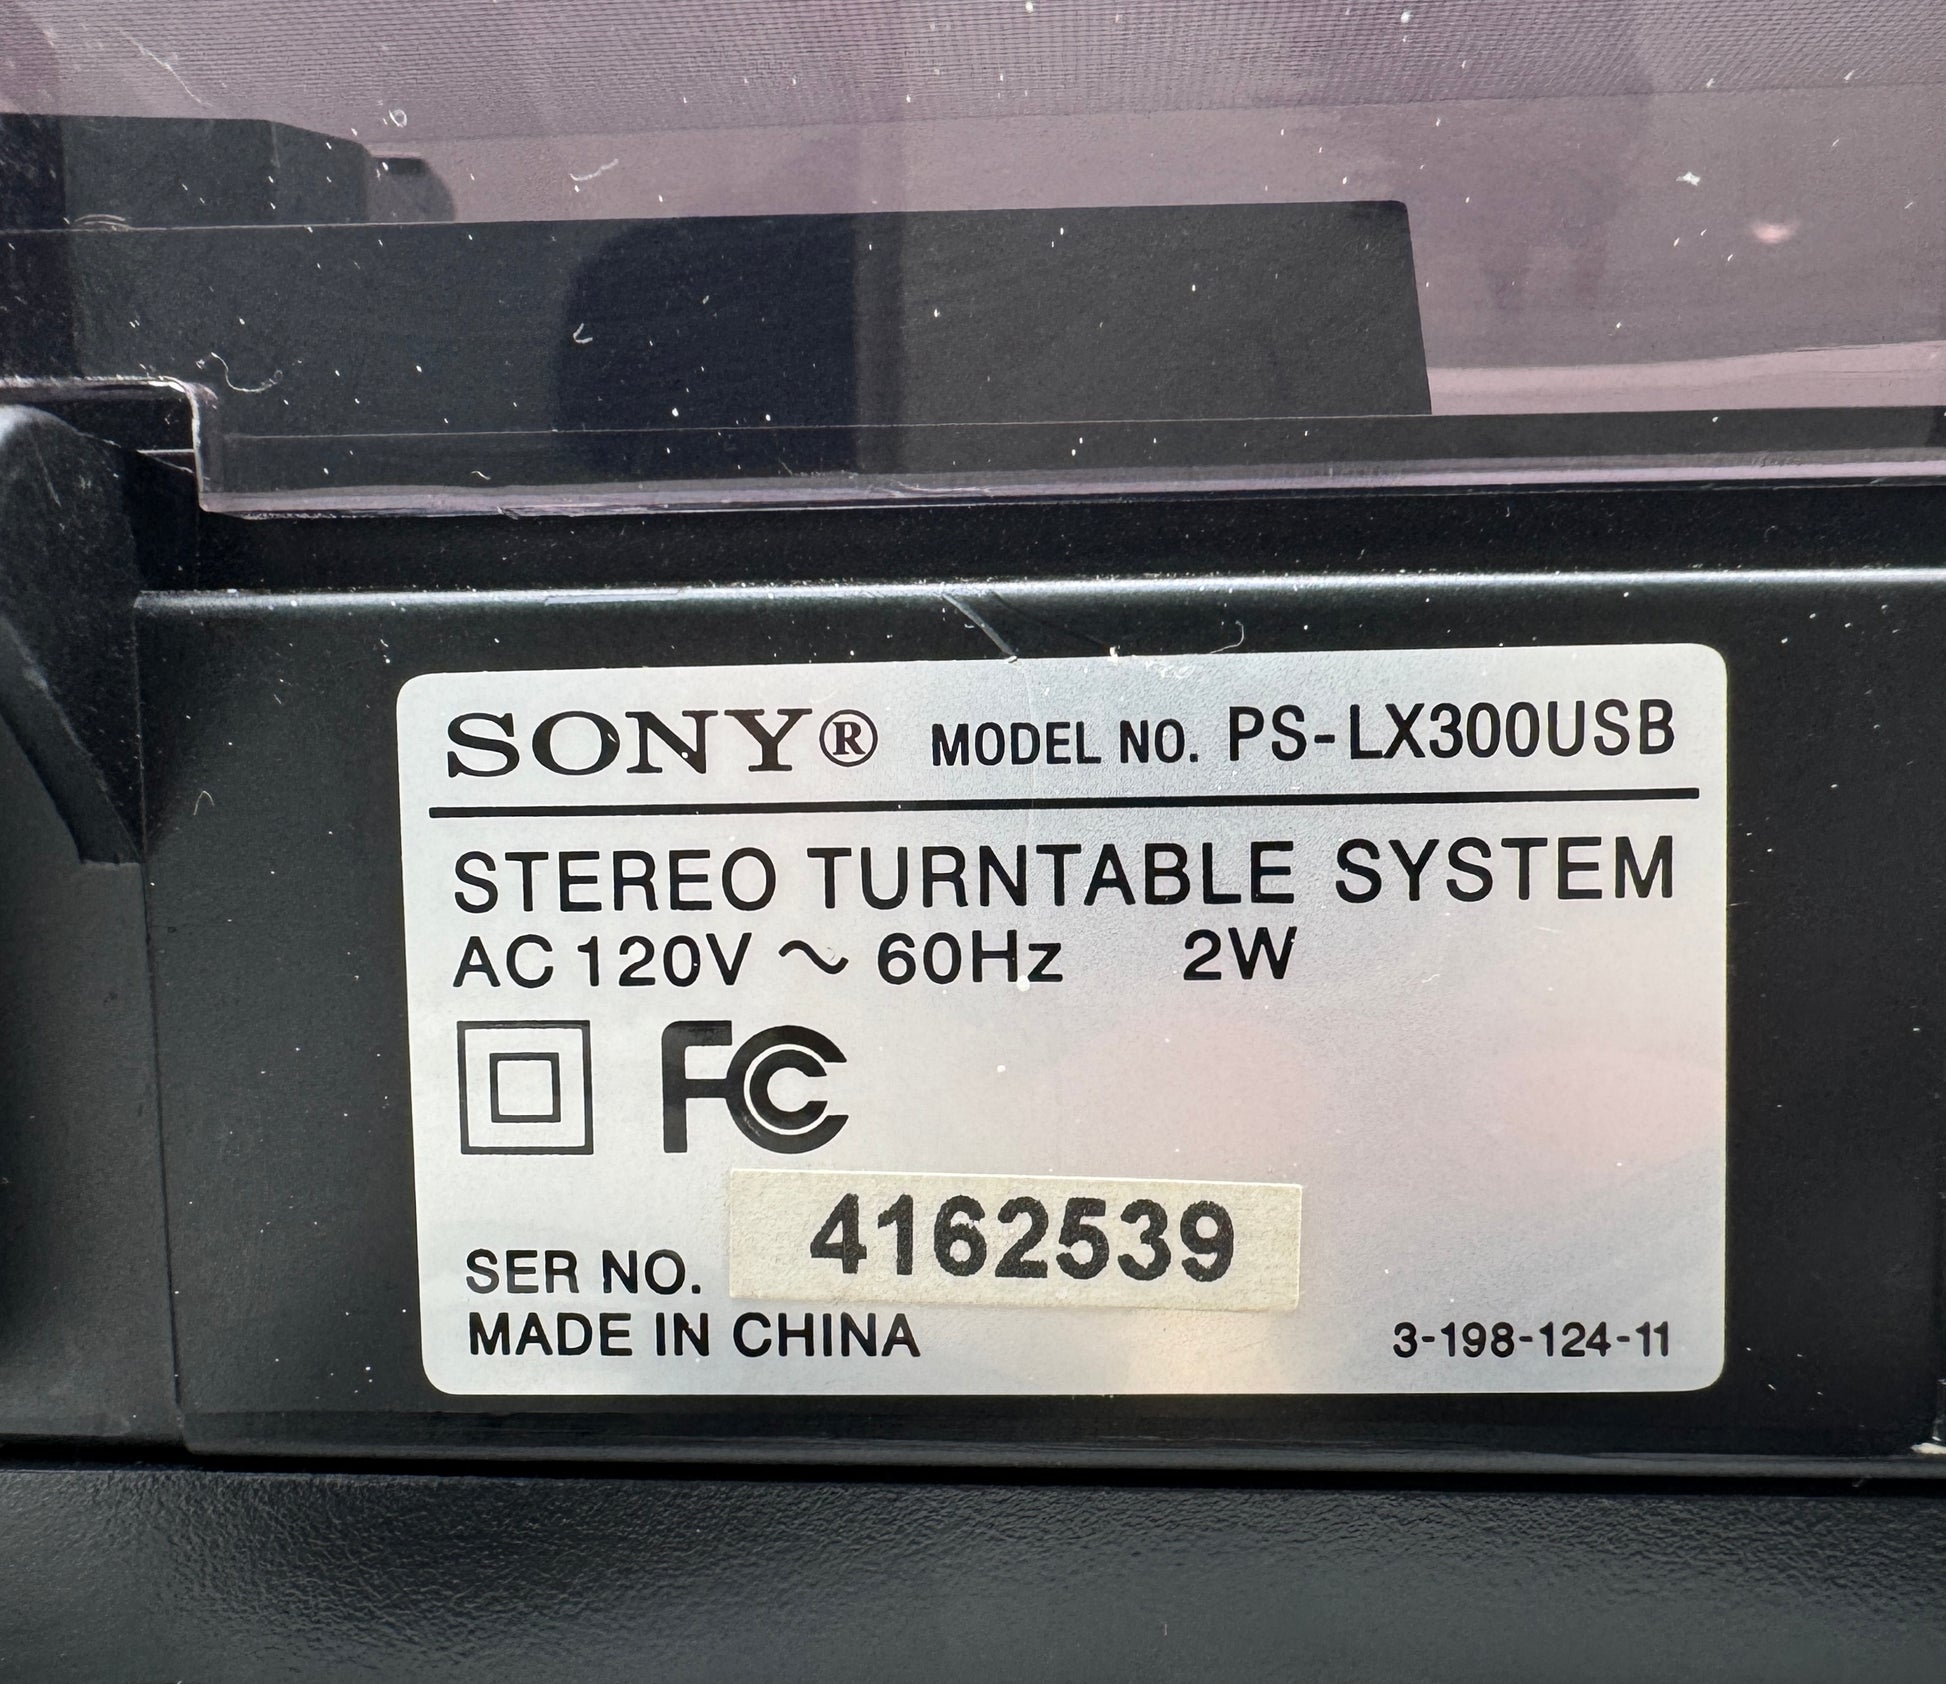 SONY® MODEL NO. PS-LX300USB
STEREO TURNTABLE SYSTEM
AC 120V ~ 60Hz 2W
FC
SER NO. 4162539
MADE IN CHINA 3-198-124-11